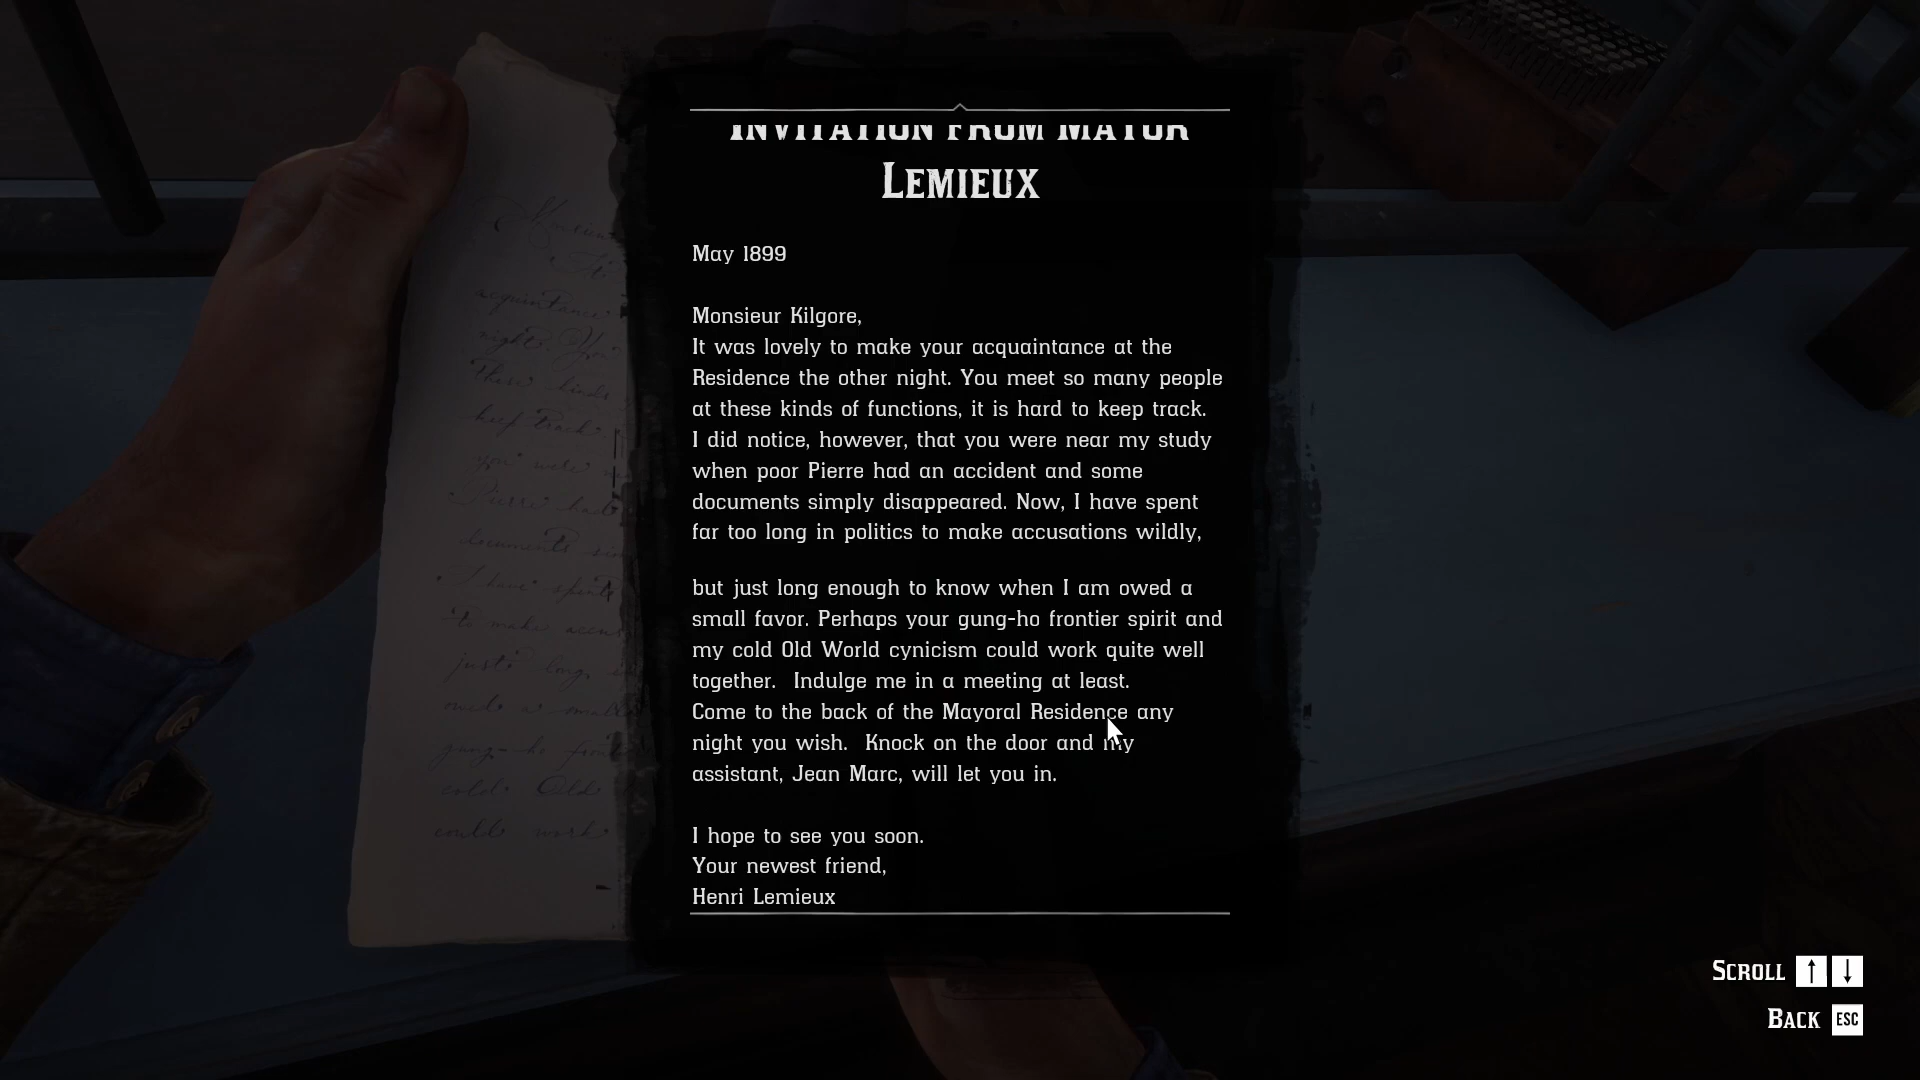 INVITATION FROM MAYOR
LEMIEUX
May 1899
Monsieur Kilgore,
It was lovely to make your acquaintance at the
Residence the other night. You meet so many people
at these kinds of functions, it is hard to keep track.
I did notice, however, that you were near my study
when poor Pierre had an accident and some
documents simply disappeared. Now, I have spent
far too long in politics to make accusations wildly,
but just long enough to know when I am owed a
small favor. Perhaps your gung-ho frontier spirit and
my cold Old World cynicism could work quite well
together.  Indulge me in a meeting at least.
Come to the back of the Mayoral Residence any
night you wish.  Knock on the door and my
assistant, Jean Marc, will let you in.
I hope to see you soon.
Your newest friend,
Henri Lemieux
SCROLL ↑ ↓
BACK ESC